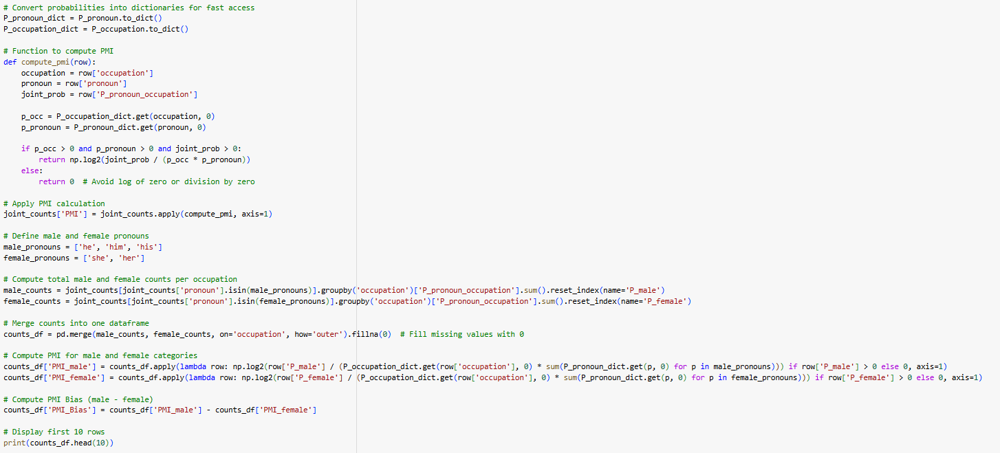 # Convert probabilities into dictionaries for fast access
P_pronoun_dict = P_pronoun.to_dict()
P_occupation_dict = P_occupation.to_dict()

# Function to compute PMI
def compute_pmi(row):
    occupation = row['occupation']
    pronoun = row['pronoun']
    joint_prob = row['P_pronoun_occupation']

    p_occ = P_occupation_dict.get(occupation, 0)
    p_pronoun = P_pronoun_dict.get(pronoun, 0)

    if p_occ > 0 and p_pronoun > 0 and joint_prob > 0:
        return np.log2(joint_prob / (p_occ * p_pronoun))
    else:
        return 0  # Avoid log of zero or division by zero

# Apply PMI calculation
joint_counts['PMI'] = joint_counts.apply(compute_pmi, axis=1)

# Define male and female pronouns
male_pronouns = ['he', 'him', 'his']
female_pronouns = ['she', 'her']

# Compute total male and female counts per occupation
male_counts = joint_counts[joint_counts['pronoun'].isin(male_pronouns)].groupby('occupation')['P_pronoun_occupation'].sum().reset_index(name='P_male')
female_counts = joint_counts[joint_counts['pronoun'].isin(female_pronouns)].groupby('occupation')['P_pronoun_occupation'].sum().reset_index(name='P_female')

# Merge counts into one dataframe
counts_df = pd.merge(male_counts, female_counts, on='occupation', how='outer').fillna(0)  # Fill missing values with 0

# Compute PMI for male and female categories
counts_df['PMI_male'] = counts_df.apply(lambda row: np.log2(row['P_male'] / (P_occupation_dict.get(row['occupation'], 0) * sum(P_pronoun_dict.get(p, 0) for p in male_pronouns))) if row['P_male'] > 0 else 0, axis=1)
counts_df['PMI_female'] = counts_df.apply(lambda row: np.log2(row['P_female'] / (P_occupation_dict.get(row['occupation'], 0) * sum(P_pronoun_dict.get(p, 0) for p in female_pronouns))) if row['P_female'] > 0 else 0, axis=1)

# Compute PMI Bias (male - female)
counts_df['PMI_Bias'] = counts_df['PMI_male'] - counts_df['PMI_female']

# Display first 10 rows
print(counts_df.head(10))